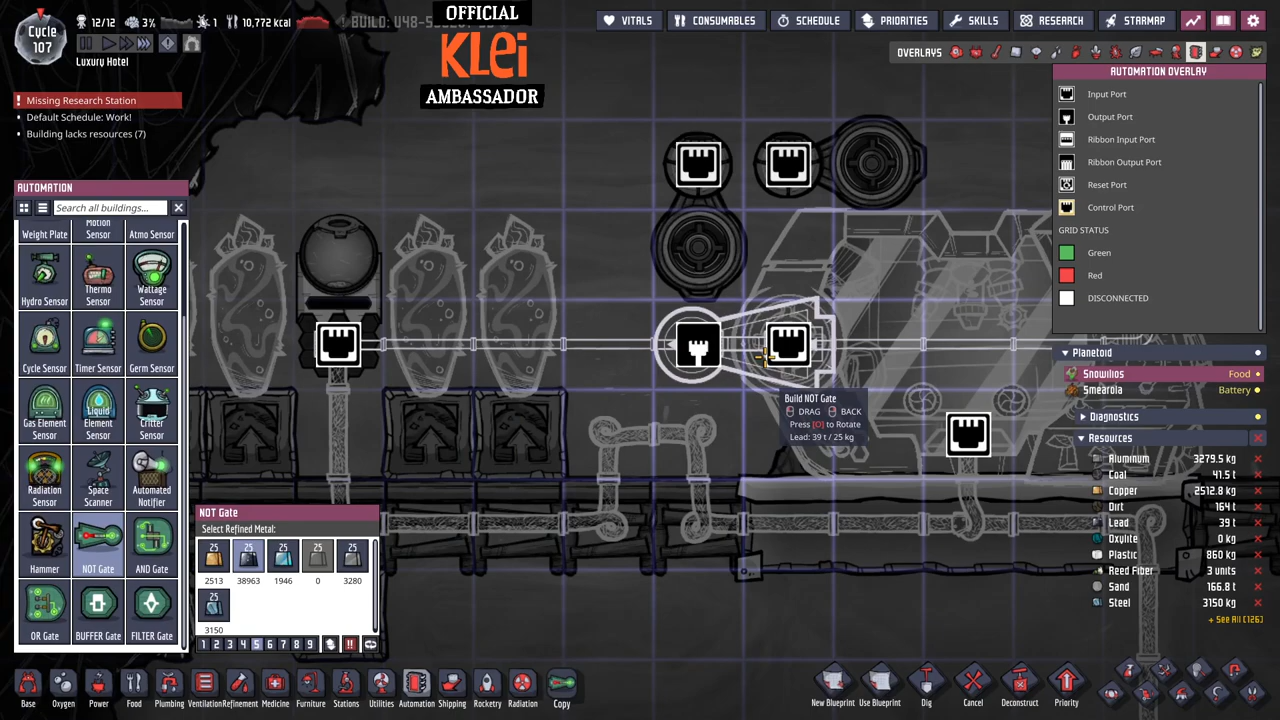 Cycle
107
12/12
3%
1
10,772 kcal
Luxury Hotel
OFFICIAL
KLei
AMBASSADOR
VITALS
CONSUMABLES
SCHEDULE
PRIORITIES
SKILLS
RESEARCH
STARMAP
OVERLAYS
Missing Research Station
Default Schedule: Work!
Building lacks resources (7)
AUTOMATION OVERLAY
Input Port
Output Port
Ribbon Input Port
Ribbon Output Port
Reset Port
Control Port
GRID STATUS
Green
Red
DISCONNECTED
AUTOMATION
Search all buildings...
Weight Plate
Motion Sensor
Atmo Sensor
Hydro Sensor
Thermo Sensor
Wattage Sensor
Cycle Sensor
Timer Sensor
Germ Sensor
Gas Element Sensor
Liquid Element Sensor
Critter Sensor
Radiation Sensor
Space Scanner
Automated Notifier
Hammer
NOT Gate
AND Gate
OR Gate
BUFFER Gate
FILTER Gate
NOT Gate
Select Refined Metal:
25
25
25
25
25
2513
38963
1946
0
3280
25
3150
1 2 3 4 5 6 7 8 9
Build NOT Gate
DRAG
BACK
Press [O] to Rotate
Lead: 39 t / 25 kg
Planetoid
Snowilios
Food
Smearola
Battery
Diagnostics
Resources
Aluminum
3279.5 kg
Coal
41.5 t
Copper
2512.8 kg
Dirt
164 t
Lead
39 t
Oxylite
0 kg
Plastic
860 kg
Reed Fiber
3 units
Sand
166.8 t
Steel
3150 kg
+ See All (126)
Base
Oxygen
Power
Food
Plumbing
Ventilation
Refinement
Medicine
Furniture
Stations
Utilities
Automation
Shipping
Rocketry
Radiation
Copy
New Blueprint
Use Blueprint
Dig
Cancel
Deconstruct
Priority